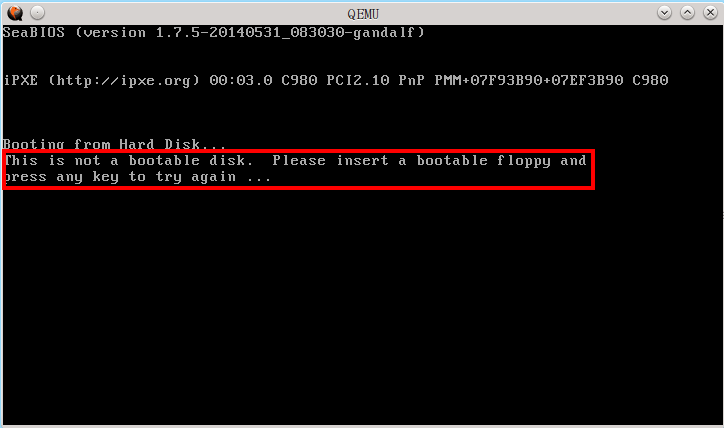 QEMU
SeaBIOS (version 1.7.5-20140531_083030-gandalf)
iPXE (http://ipxe.org) 00:03.0 C980 PCI2.10 PnP PMM+07F93B90+07EF3B90 C980
Booting from Hard Disk...
This is not a bootable disk.  Please insert a bootable floppy and
press any key to try again ...